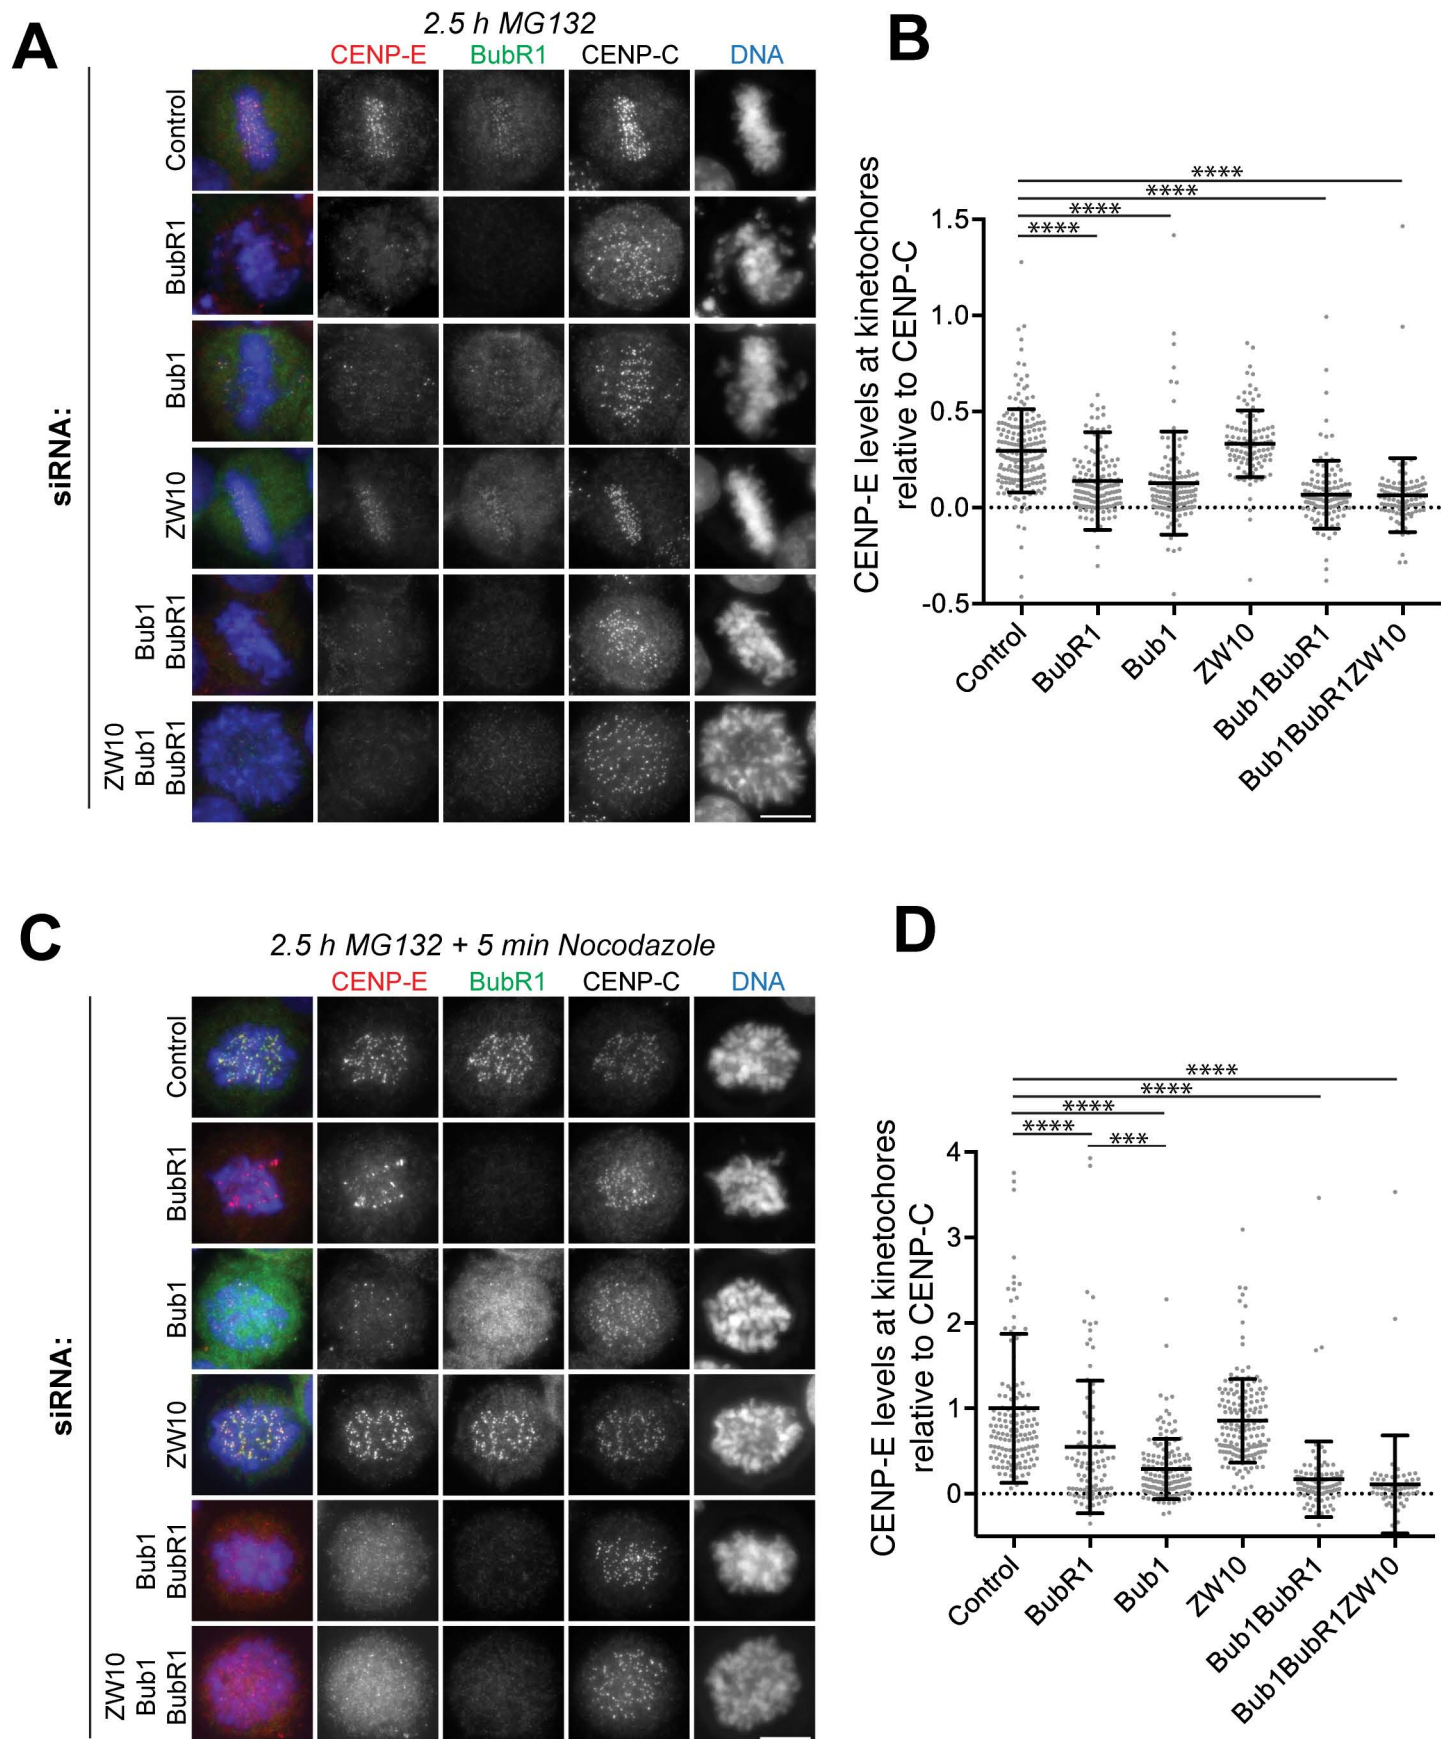 A
2.5 h MG132
CENP-E BubR1 CENP-C DNA
siRNA:
Control
BubR1
Bub1
ZW10
Bub1
BubR1
ZW10
Bub1
BubR1
B
CENP-E levels at kinetochores
relative to CENP-C
****
****
****
****
1.5
1.0
0.5
0.0
-0.5
Control
BubR1
Bub1
ZW10
Bub1BubR1
Bub1BubR1ZW10
C
2.5 h MG132 + 5 min Nocodazole
CENP-E BubR1 CENP-C DNA
siRNA:
Control
BubR1
Bub1
ZW10
Bub1
BubR1
ZW10
Bub1
BubR1
D
CENP-E levels at kinetochores
relative to CENP-C
****
****
****
****
***
4
3
2
1
0
Control
BubR1
Bub1
ZW10
Bub1BubR1
Bub1BubR1ZW10